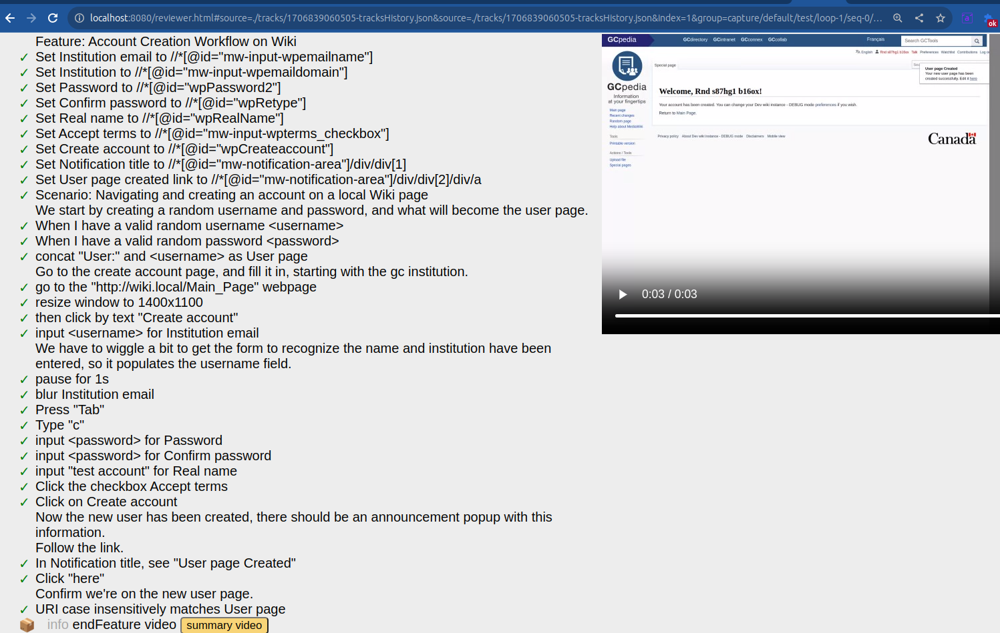 localhost:8080/reviewer.html#source=./tracks/1706839060505-tracksHistory.json&source=./tracks/1706839060505-tracksHistory.json&index=1&group=capture/default/test/loop-1/seq-0/...
ok
Feature: Account Creation Workflow on Wiki
✓ Set Institution email to //*[@id="mw-input-wpemailname"]
✓ Set Institution to //*[@id="mw-input-wpemaildomain"]
✓ Set Password to //*[@id="wpPassword2"]
✓ Set Confirm password to //*[@id="wpRetype"]
✓ Set Real name to //*[@id="wpRealName"]
✓ Set Accept terms to //*[@id="mw-input-wpterms_checkbox"]
✓ Set Create account to //*[@id="wpCreateaccount"]
✓ Set Notification title to //*[@id="mw-notification-area"]/div/div[1]
✓ Set User page created link to //*[@id="mw-notification-area"]/div/div[2]/div/a
✓ Scenario: Navigating and creating an account on a local Wiki page
We start by creating a random username and password, and what will become the user page.
✓ When I have a valid random username <username>
✓ When I have a valid random password <password>
✓ concat "User:" and <username> as User page
Go to the create account page, and fill it in, starting with the gc institution.
✓ go to the "http://wiki.local/Main_Page" webpage
✓ resize window to 1400x1100
✓ then click by text "Create account"
✓ input <username> for Institution email
We have to wiggle a bit to get the form to recognize the name and institution have been
entered, so it populates the username field.
✓ pause for 1s
✓ blur Institution email
✓ Press "Tab"
✓ Type "c"
✓ input <password> for Password
✓ input <password> for Confirm password
✓ input "test account" for Real name
✓ Click the checkbox Accept terms
✓ Click on Create account
Now the new user has been created, there should be an announcement popup with this
information.
Follow the link.
✓ In Notification title, see "User page Created"
✓ Click "here"
Confirm we're on the new user page.
✓ URI case insensitively matches User page
info endFeature video summary video
GCpedia
GCdirectory GCintranet GCconnex GCcollab
Français
Search GCTools
English Rnd s87hg1 b16ox Talk Preferences Watchlist Contributions Log
Special page
User page Created
Your new user page has been
created successfully. Edit it here
GCpedia
Information
at your fingertips
Welcome, Rnd s87hg1 b16ox!
Your account has been created. You can change your Dev wiki instance - DEBUG mode preferences if you wish.
Return to Main Page.
Main page
Recent changes
Random page
Help about MediaWiki
Tools
Printable version
Actions / Tools
Upload file
Special pages
Privacy policy About Dev wiki instance - DEBUG mode Disclaimers Mobile view
Canada
0:03 / 0:03